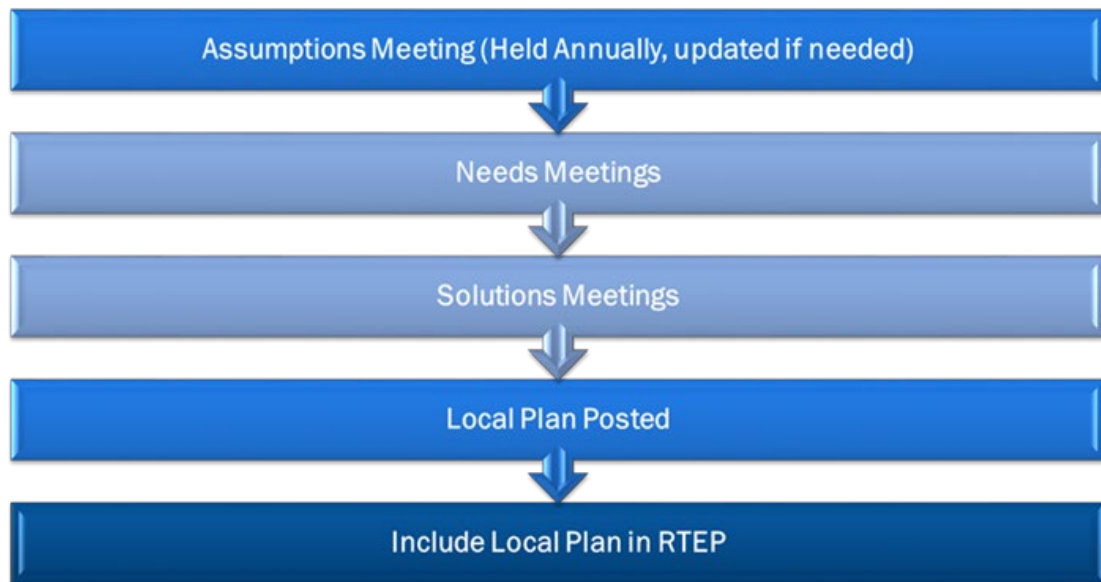 Assumptions Meeting (Held Annually, updated if needed)
Needs Meetings
Solutions Meetings
Local Plan Posted
Include Local Plan in RTEP